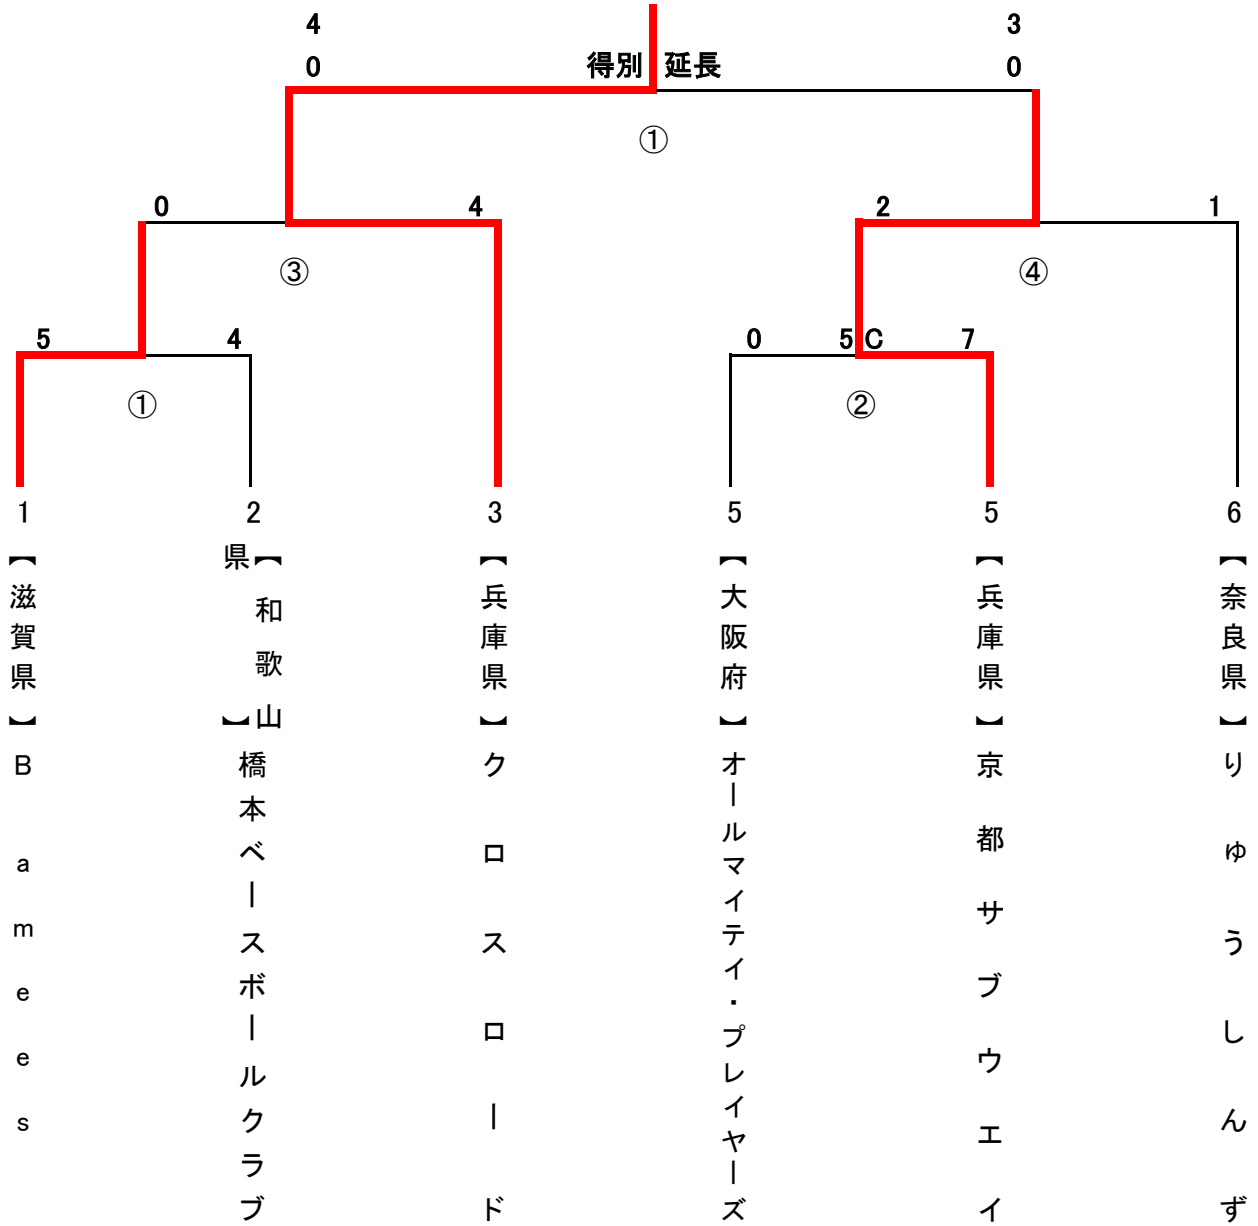 4 3
0 得別 延長 0
①
0 4 2 1
③ ④
5 4 0 5 C 7
① ②
1 2 3 5 5 6
【滋賀県】Bamees
【和歌山県】橋本ベースボールクラブ
【兵庫県】クロスロード
【大阪府】オールマイテイ・プレイヤーズ
【兵庫県】京都サブウエイ
【奈良県】りゅうしんず